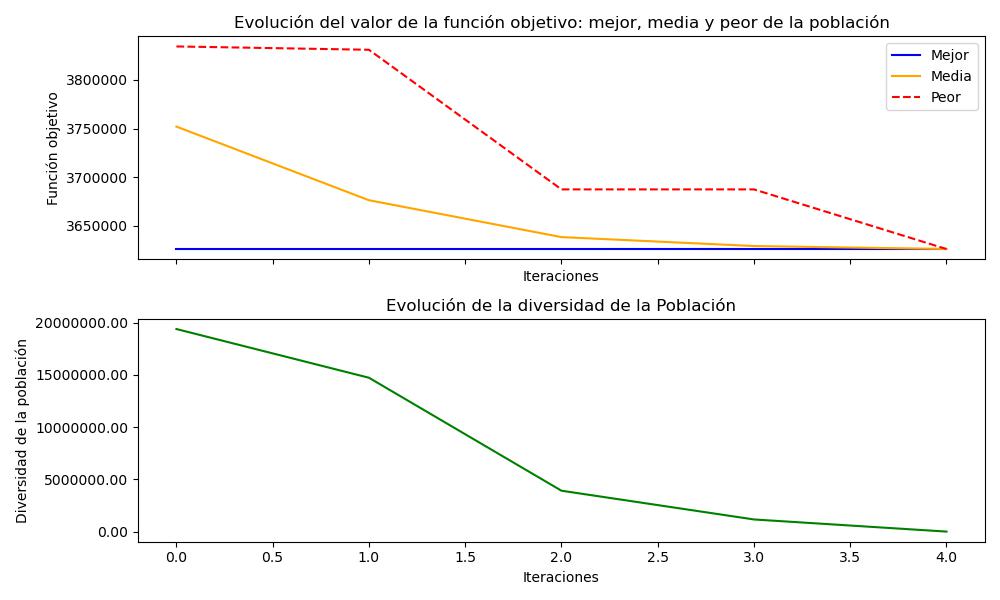 Evolución del valor de la función objetivo: mejor, media y peor de la población
Función objetivo
3800000
3750000
3700000
3650000
Mejor
Media
Peor
Iteraciones
Evolución de la diversidad de la Población
Diversidad de la población
20000000.00
15000000.00
10000000.00
5000000.00
0.00
0.0 0.5 1.0 1.5 2.0 2.5 3.0 3.5 4.0
Iteraciones